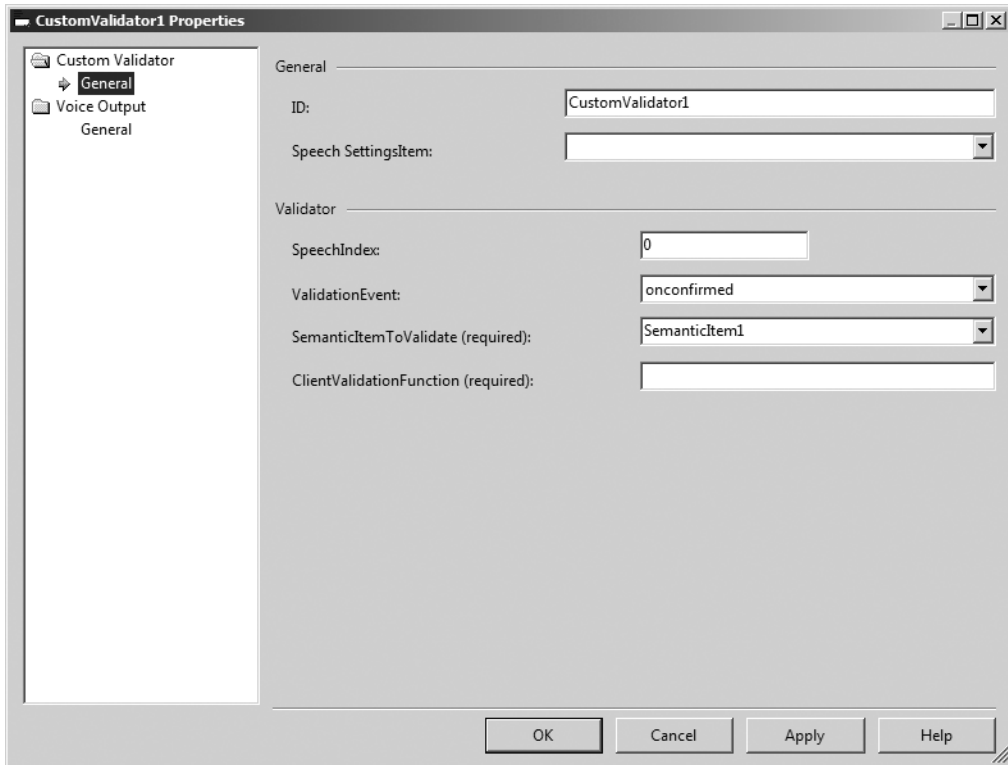 CustomValidator1 Properties
Custom Validator
General
Voice Output
General
General
ID:
CustomValidator1
Speech SettingsItem:
Validator
SpeechIndex:
0
ValidationEvent:
onconfirmed
SemanticItemToValidate (required):
SemanticItem1
ClientValidationFunction (required):
OK
Cancel
Apply
Help